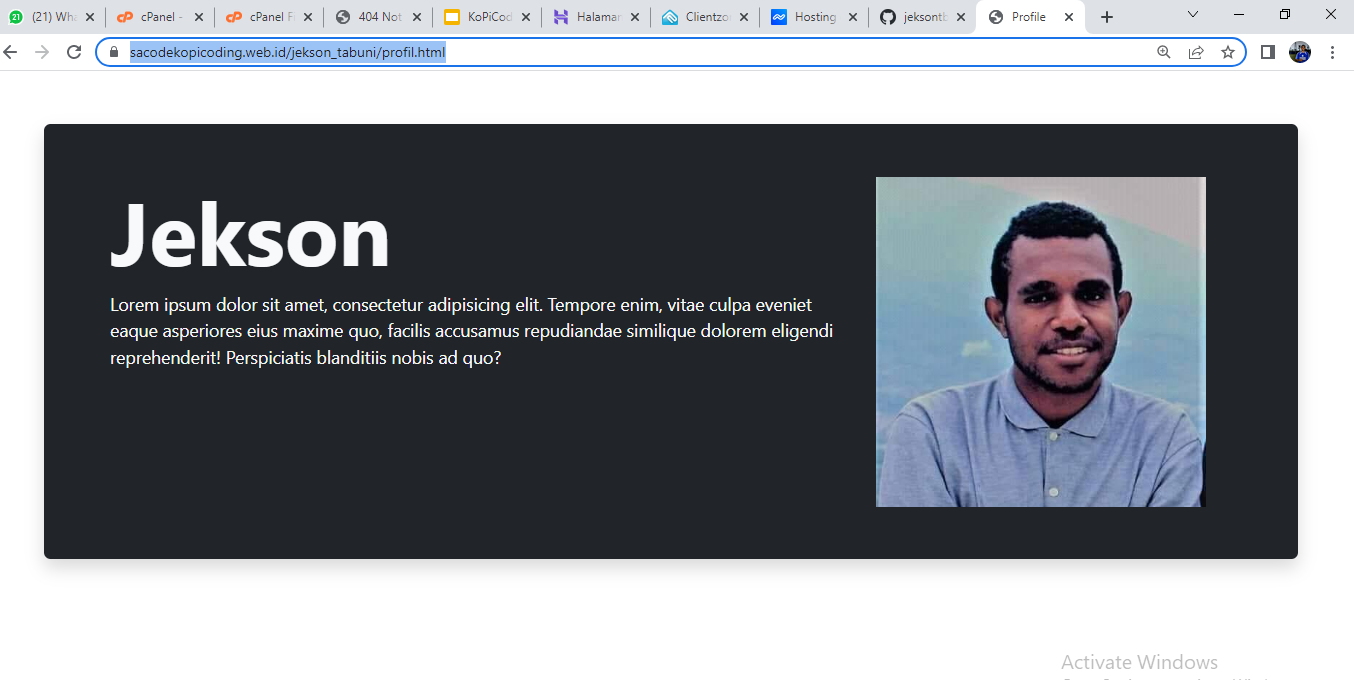 (21) Wha
cPanel -
cPanel F
404 Not
KoPiCod
Halamar
Clientzo
Hosting
jeksontb
Profile
sacodekopicoding.web.id/jekson_tabuni/profil.html
Jekson
Lorem ipsum dolor sit amet, consectetur adipisicing elit. Tempore enim, vitae culpa eveniet
eaque asperiores eius maxime quo, facilis accusamus repudiandae similique dolorem eligendi
reprehenderit! Perspiciatis blanditiis nobis ad quo?
Activate Windows